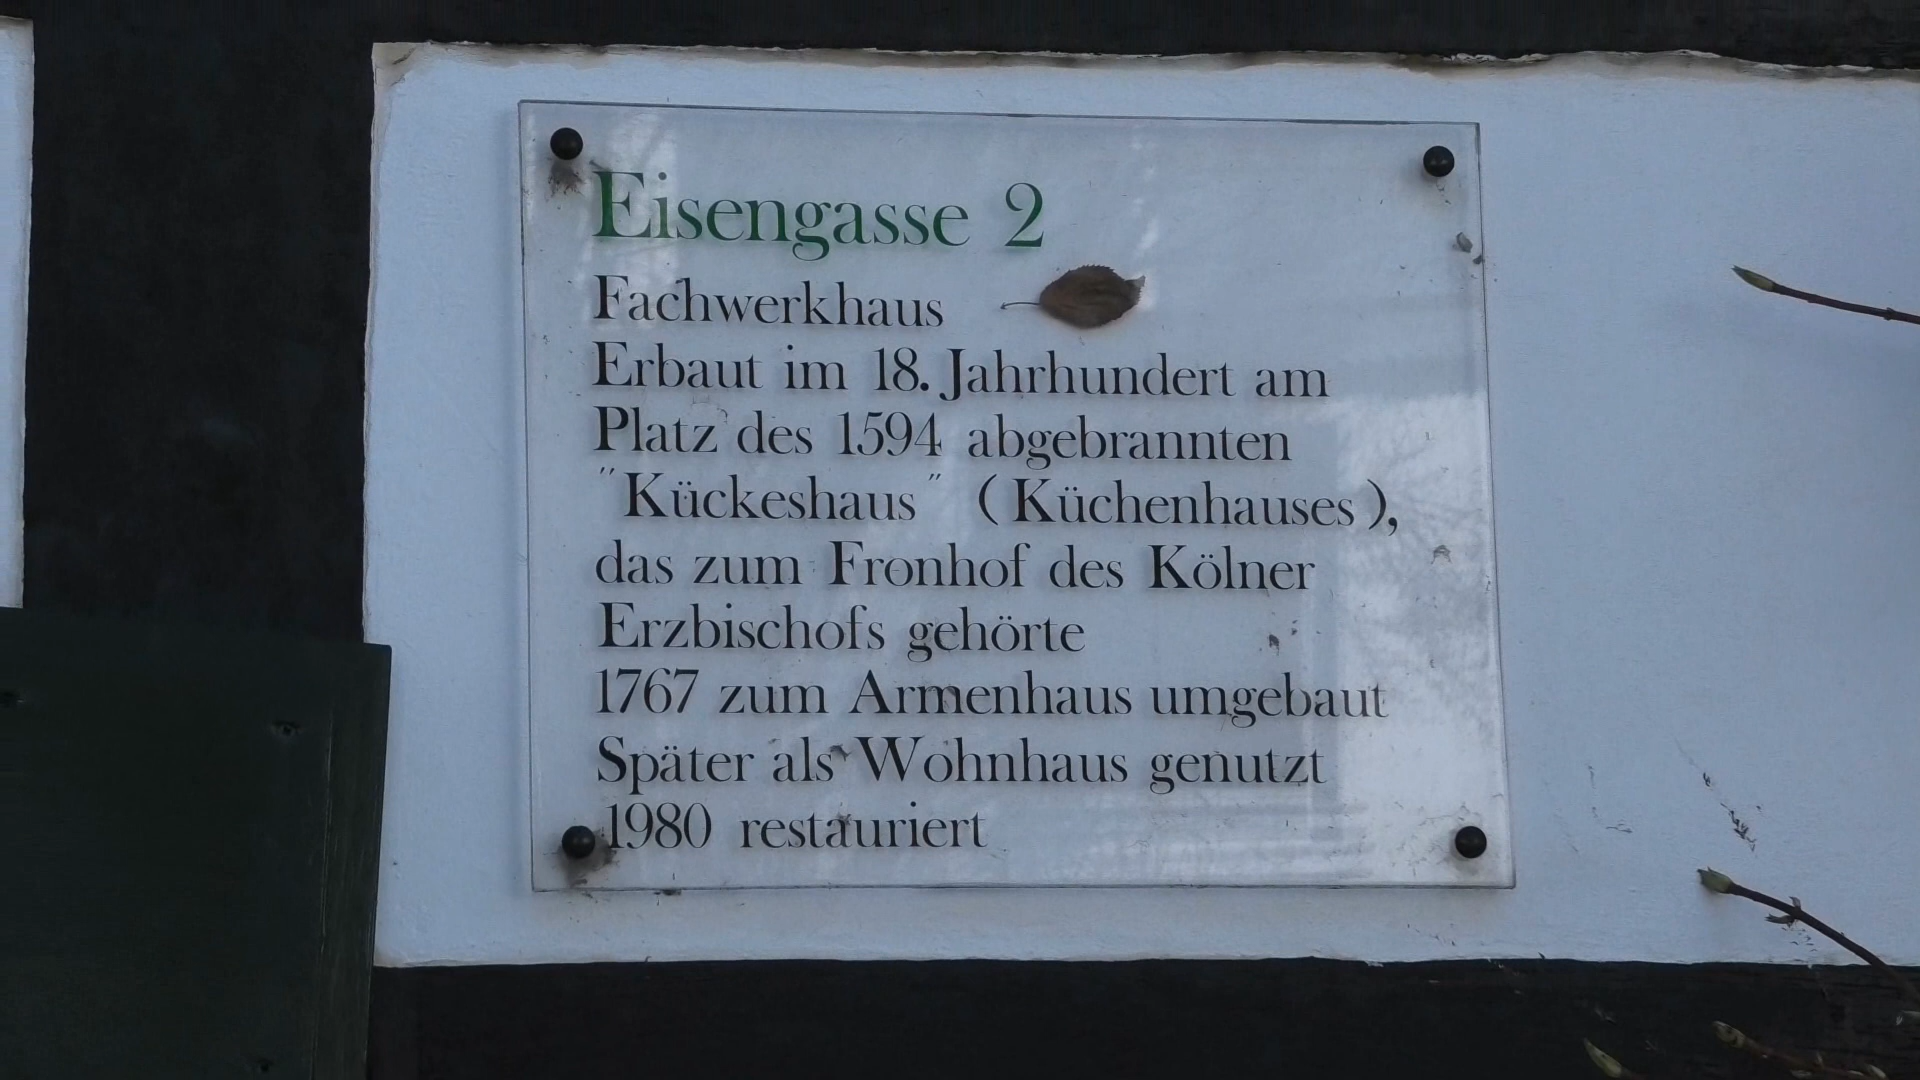 Eisengasse 2
Fachwerkhaus
Erbaut im 18. Jahrhundert am
Platz des 1594 abgebrannten
"Kückeshaus" (Küchenhauses),
das zum Fronhof des Kölner
Erzbischofs gehörte
1767 zum Armenhaus umgebaut
Später als Wohnhaus genutzt
1980 restauriert